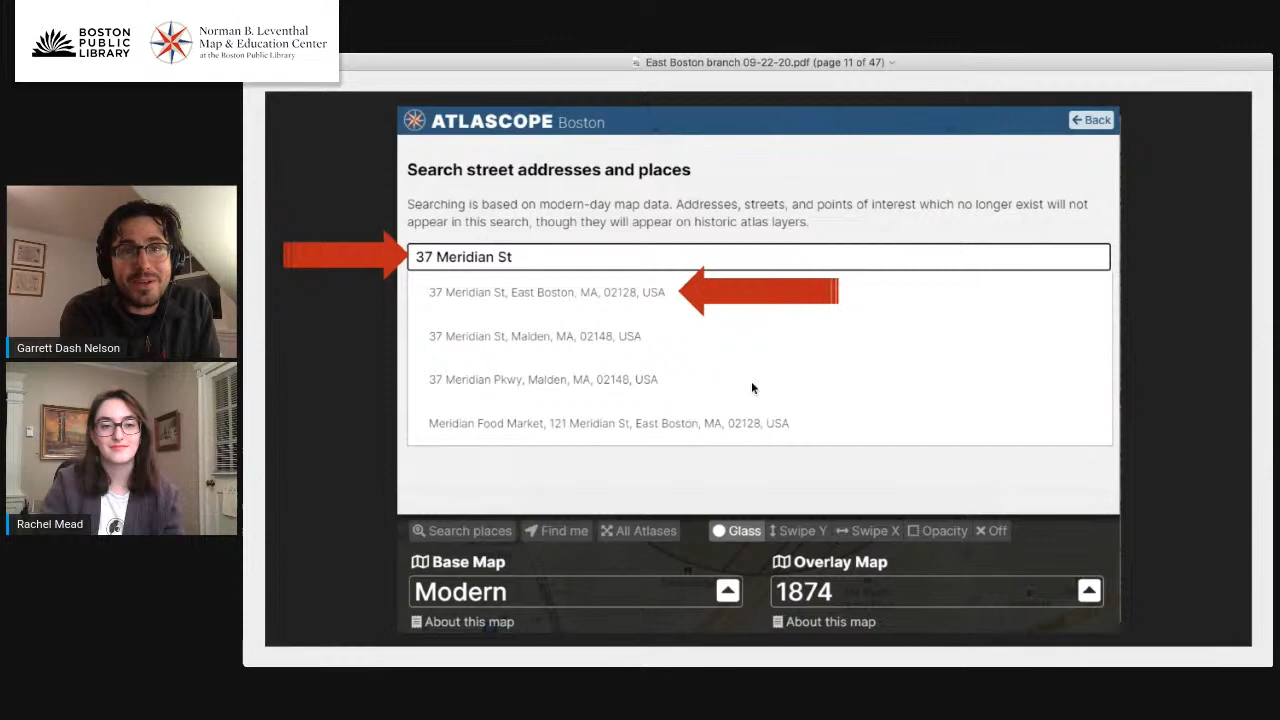 BOSTON
PUBLIC
LIBRARY
Norman B. Leventhal
Map & Education Center
at the Boston Public Library
East Boston branch 09-22-20.pdf (page 11 of 47)
ATLASCOPE Boston
Back
Search street addresses and places
Searching is based on modern-day map data. Addresses, streets, and points of interest which no longer exist will not
appear in this search, though they will appear on historic atlas layers.
37 Meridian St
37 Meridian St, East Boston, MA, 02128, USA
37 Meridian St, Malden, MA, 02148, USA
37 Meridian Pkwy, Malden, MA, 02148, USA
Meridian Food Market, 121 Meridian St, East Boston, MA, 02128, USA
Search places Find me All Atlases Glass Swipe Y Swipe X Opacity Off
Base Map
Modern
About this map
Overlay Map
1874
About this map
Garrett Dash Nelson
Rachel Mead